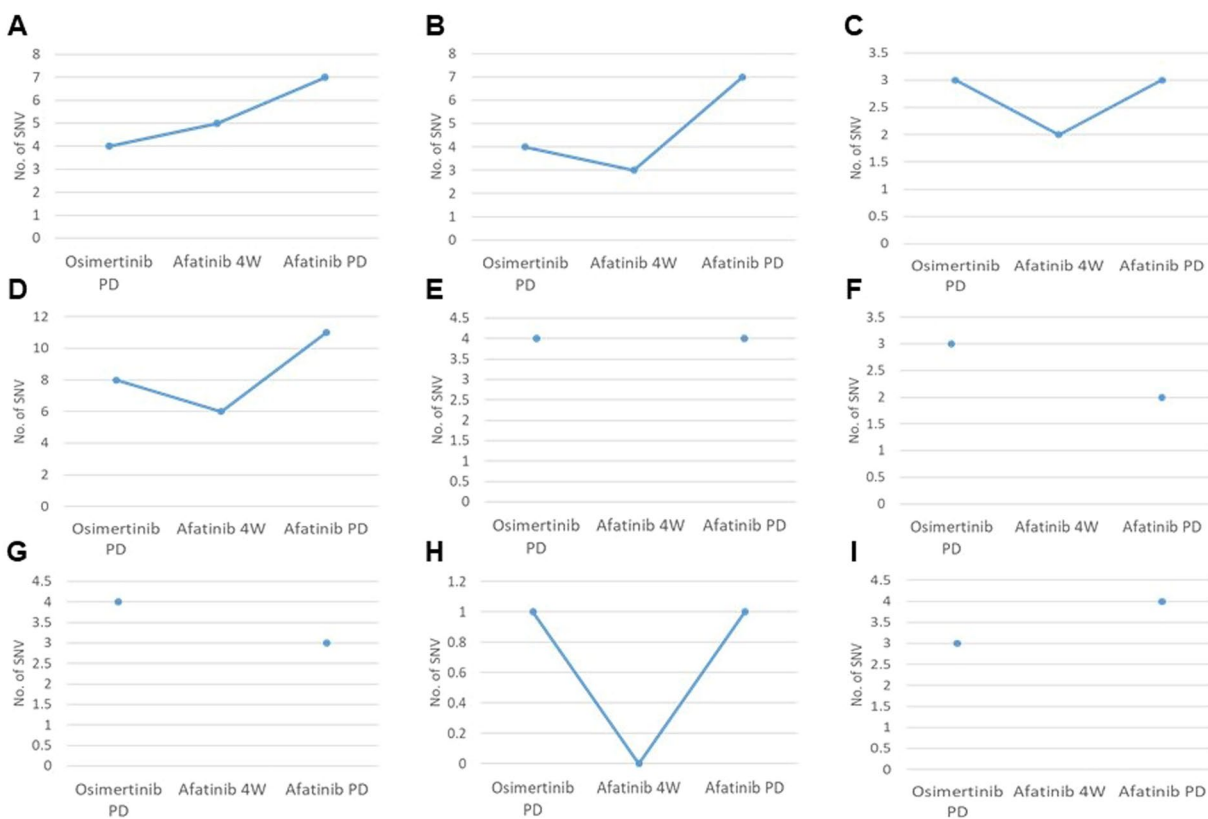 A
No. of SNV
8
7
6
5
4
3
2
1
0
Osimertinib
PD
Afatinib 4W
Afatinib PD
B
No. of SNV
8
7
6
5
4
3
2
1
0
Osimertinib
PD
Afatinib 4W
Afatinib PD
C
No. of SNV
3.5
3
2.5
2
1.5
1
0.5
0
Osimertinib
PD
Afatinib 4W
Afatinib PD
D
No. of SNV
12
10
8
6
4
2
0
Osimertinib
PD
Afatinib 4W
Afatinib PD
E
No. of SNV
4.5
4
3.5
3
2.5
2
1.5
1
0.5
0
Osimertinib
PD
Afatinib 4W
Afatinib PD
F
No. of SNV
3.5
3
2.5
2
1.5
1
0.5
0
Osimertinib
PD
Afatinib 4W
Afatinib PD
G
No. of SNV
4.5
4
3.5
3
2.5
2
1.5
1
0.5
0
Osimertinib
PD
Afatinib 4W
Afatinib PD
H
No. of SNV
1.2
1
0.8
0.6
0.4
0.2
0
Osimertinib
PD
Afatinib 4W
Afatinib PD
I
No. of SNV
4.5
4
3.5
3
2.5
2
1.5
1
0.5
0
Osimertinib
PD
Afatinib 4W
Afatinib PD